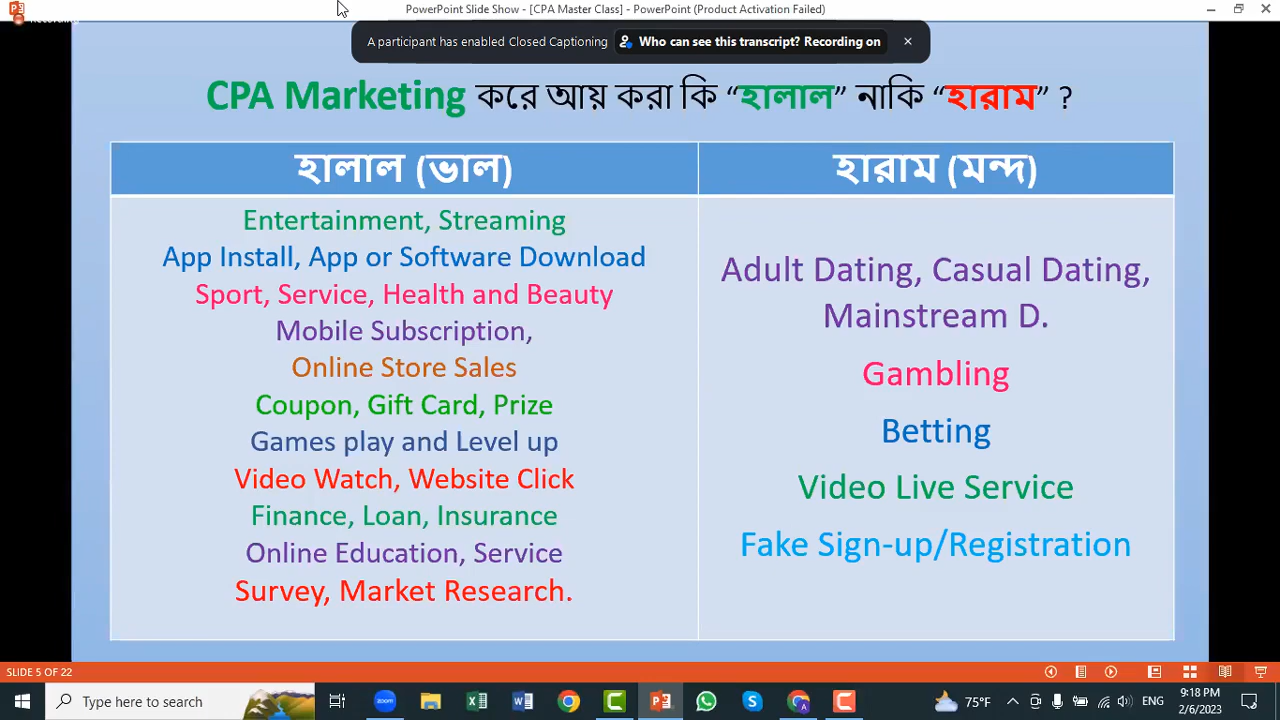 PowerPoint Slide Show - [CPA Master Class] - PowerPoint (Product Activation Failed)
Recording
A participant has enabled Closed Captioning Who can see this transcript? Recording on
CPA Marketing করে আয় করা কি “হালাল” নাকি “হারাম” ?
হালাল (ভাল)
হারাম (মন্দ)
Entertainment, Streaming
App Install, App or Software Download
Sport, Service, Health and Beauty
Mobile Subscription,
Online Store Sales
Coupon, Gift Card, Prize
Games play and Level up
Video Watch, Website Click
Finance, Loan, Insurance
Online Education, Service
Survey, Market Research.
Adult Dating, Casual Dating,
Mainstream D.
Gambling
Betting
Video Live Service
Fake Sign-up/Registration
SLIDE 5 OF 22
Type here to search
zoom
75°F
ENG
9:18 PM
2/6/2023